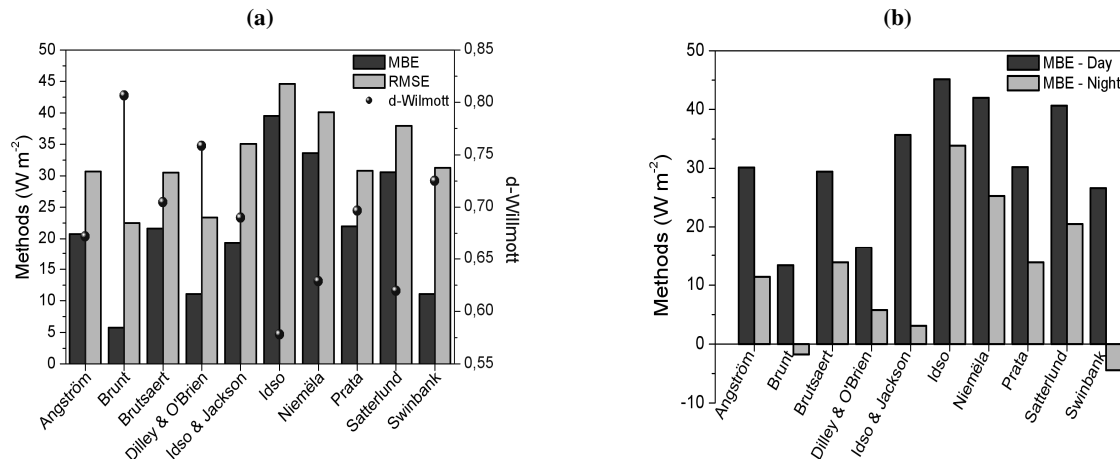 (a)
50
45
40
35
30
25
20
15
10
5
0
Methods (W m-2)
MBE
RMSE
d-Wilmott
0,85
0,80
0,75
0,70
0,65
0,60
0,55
d-Willmott
Angström
Brunt
Brutsaert
Dilley & O'Brien
Idso & Jackson
Idso
Niemëla
Prata
Satterlund
Swinbank
(b)
50
40
30
20
10
0
-10
Methods (W m-2)
MBE - Day
MBE - Night
Angström
Brunt
Brutsaert
Dilley & O'Brien
Idso & Jackson
Idso
Niemëla
Prata
Satterlund
Swinbank